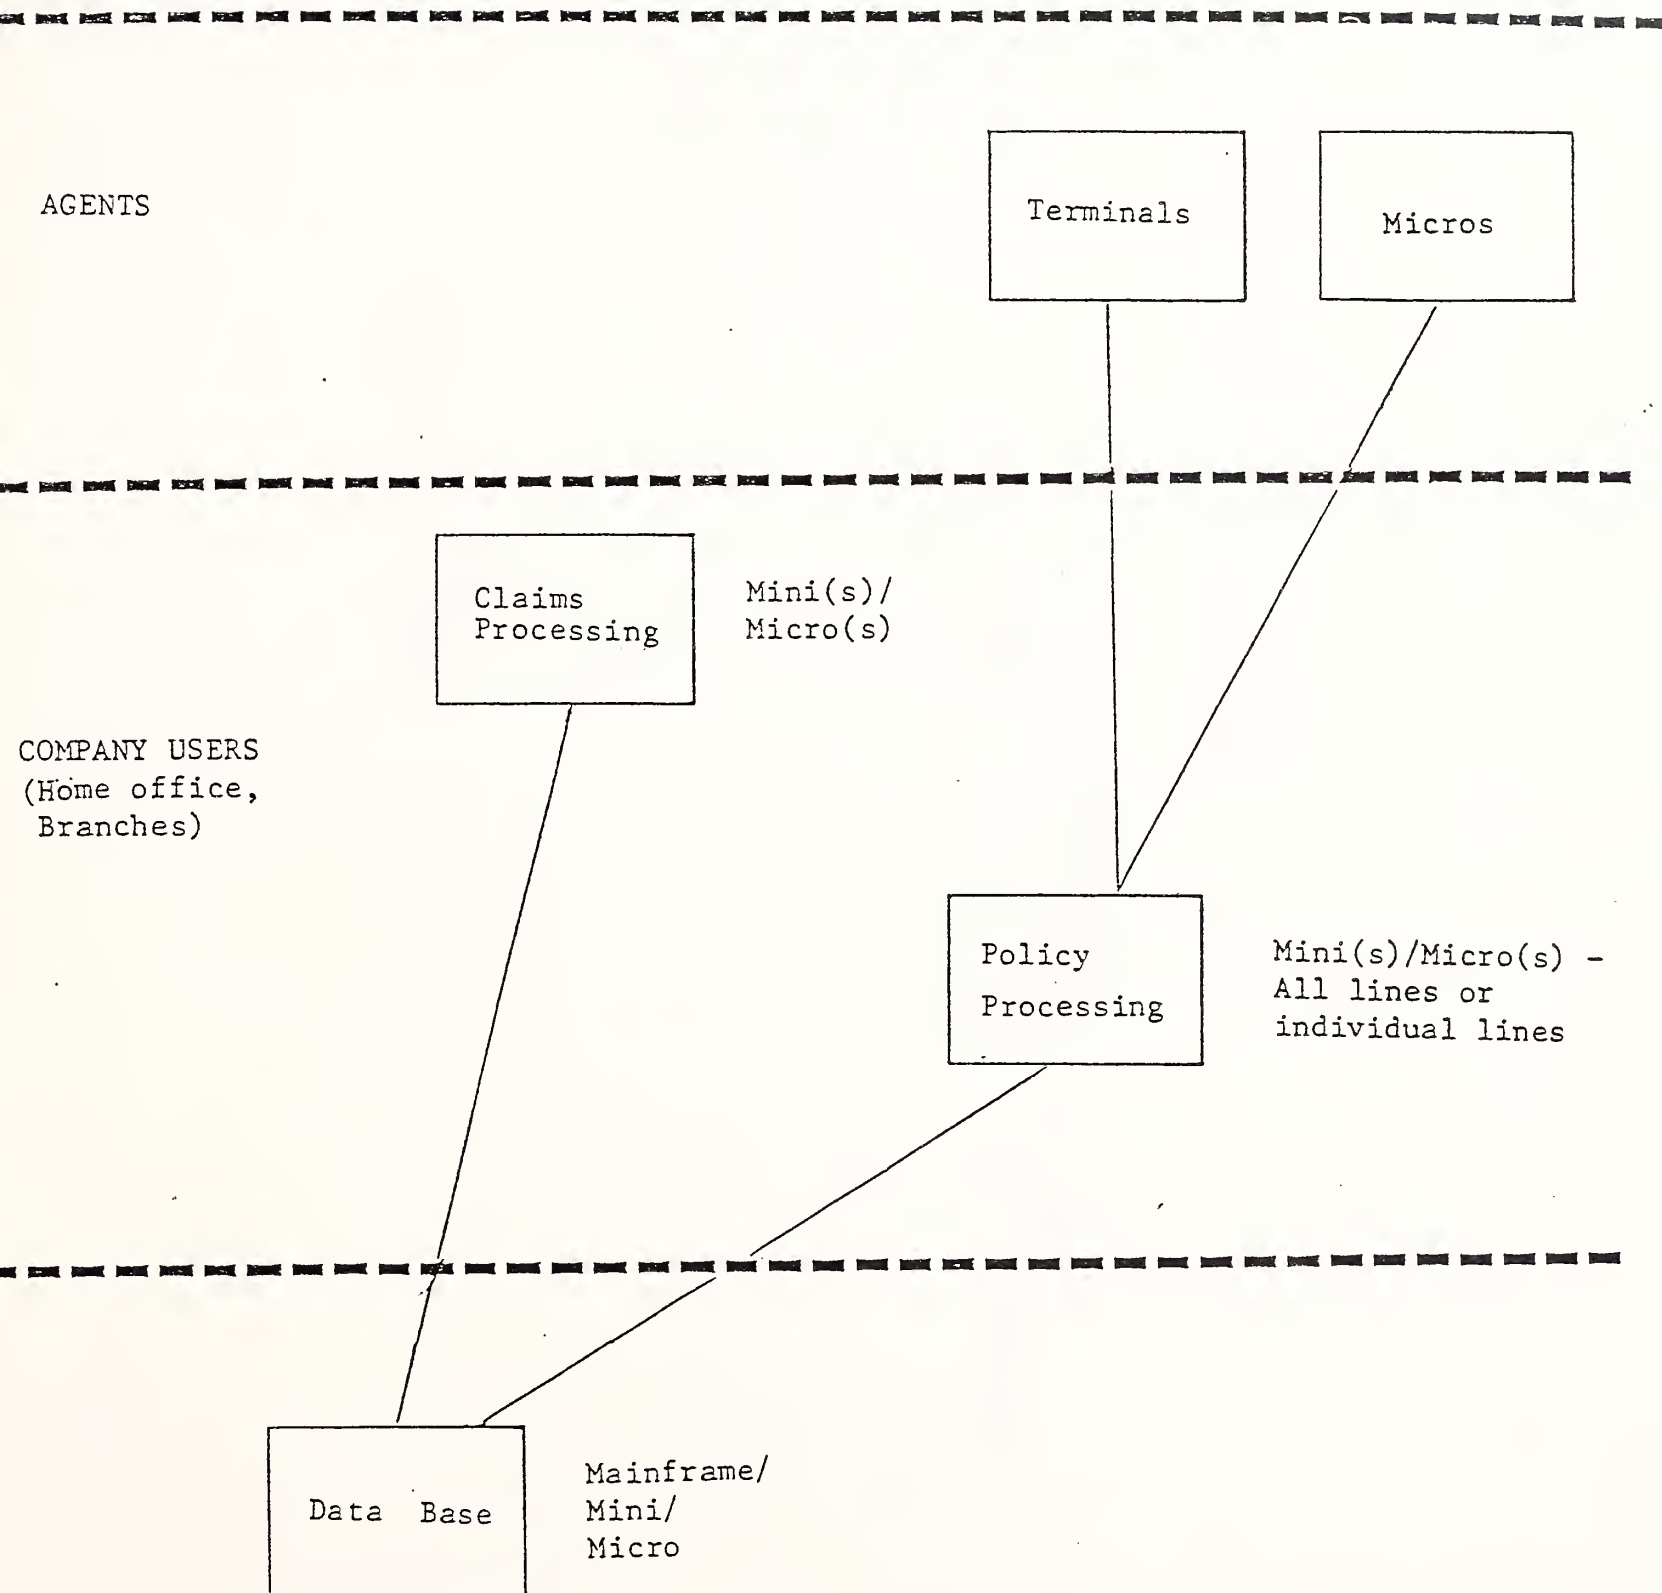 AGENTS
Terminals
Micros
Claims
Processing
Mini(s)/
Micro(s)
COMPANY USERS
(Home office,
Branches)
Policy
Processing
Mini(s)/Micro(s) -
All lines or
individual lines
Data Base
Mainframe/
Mini/
Micro